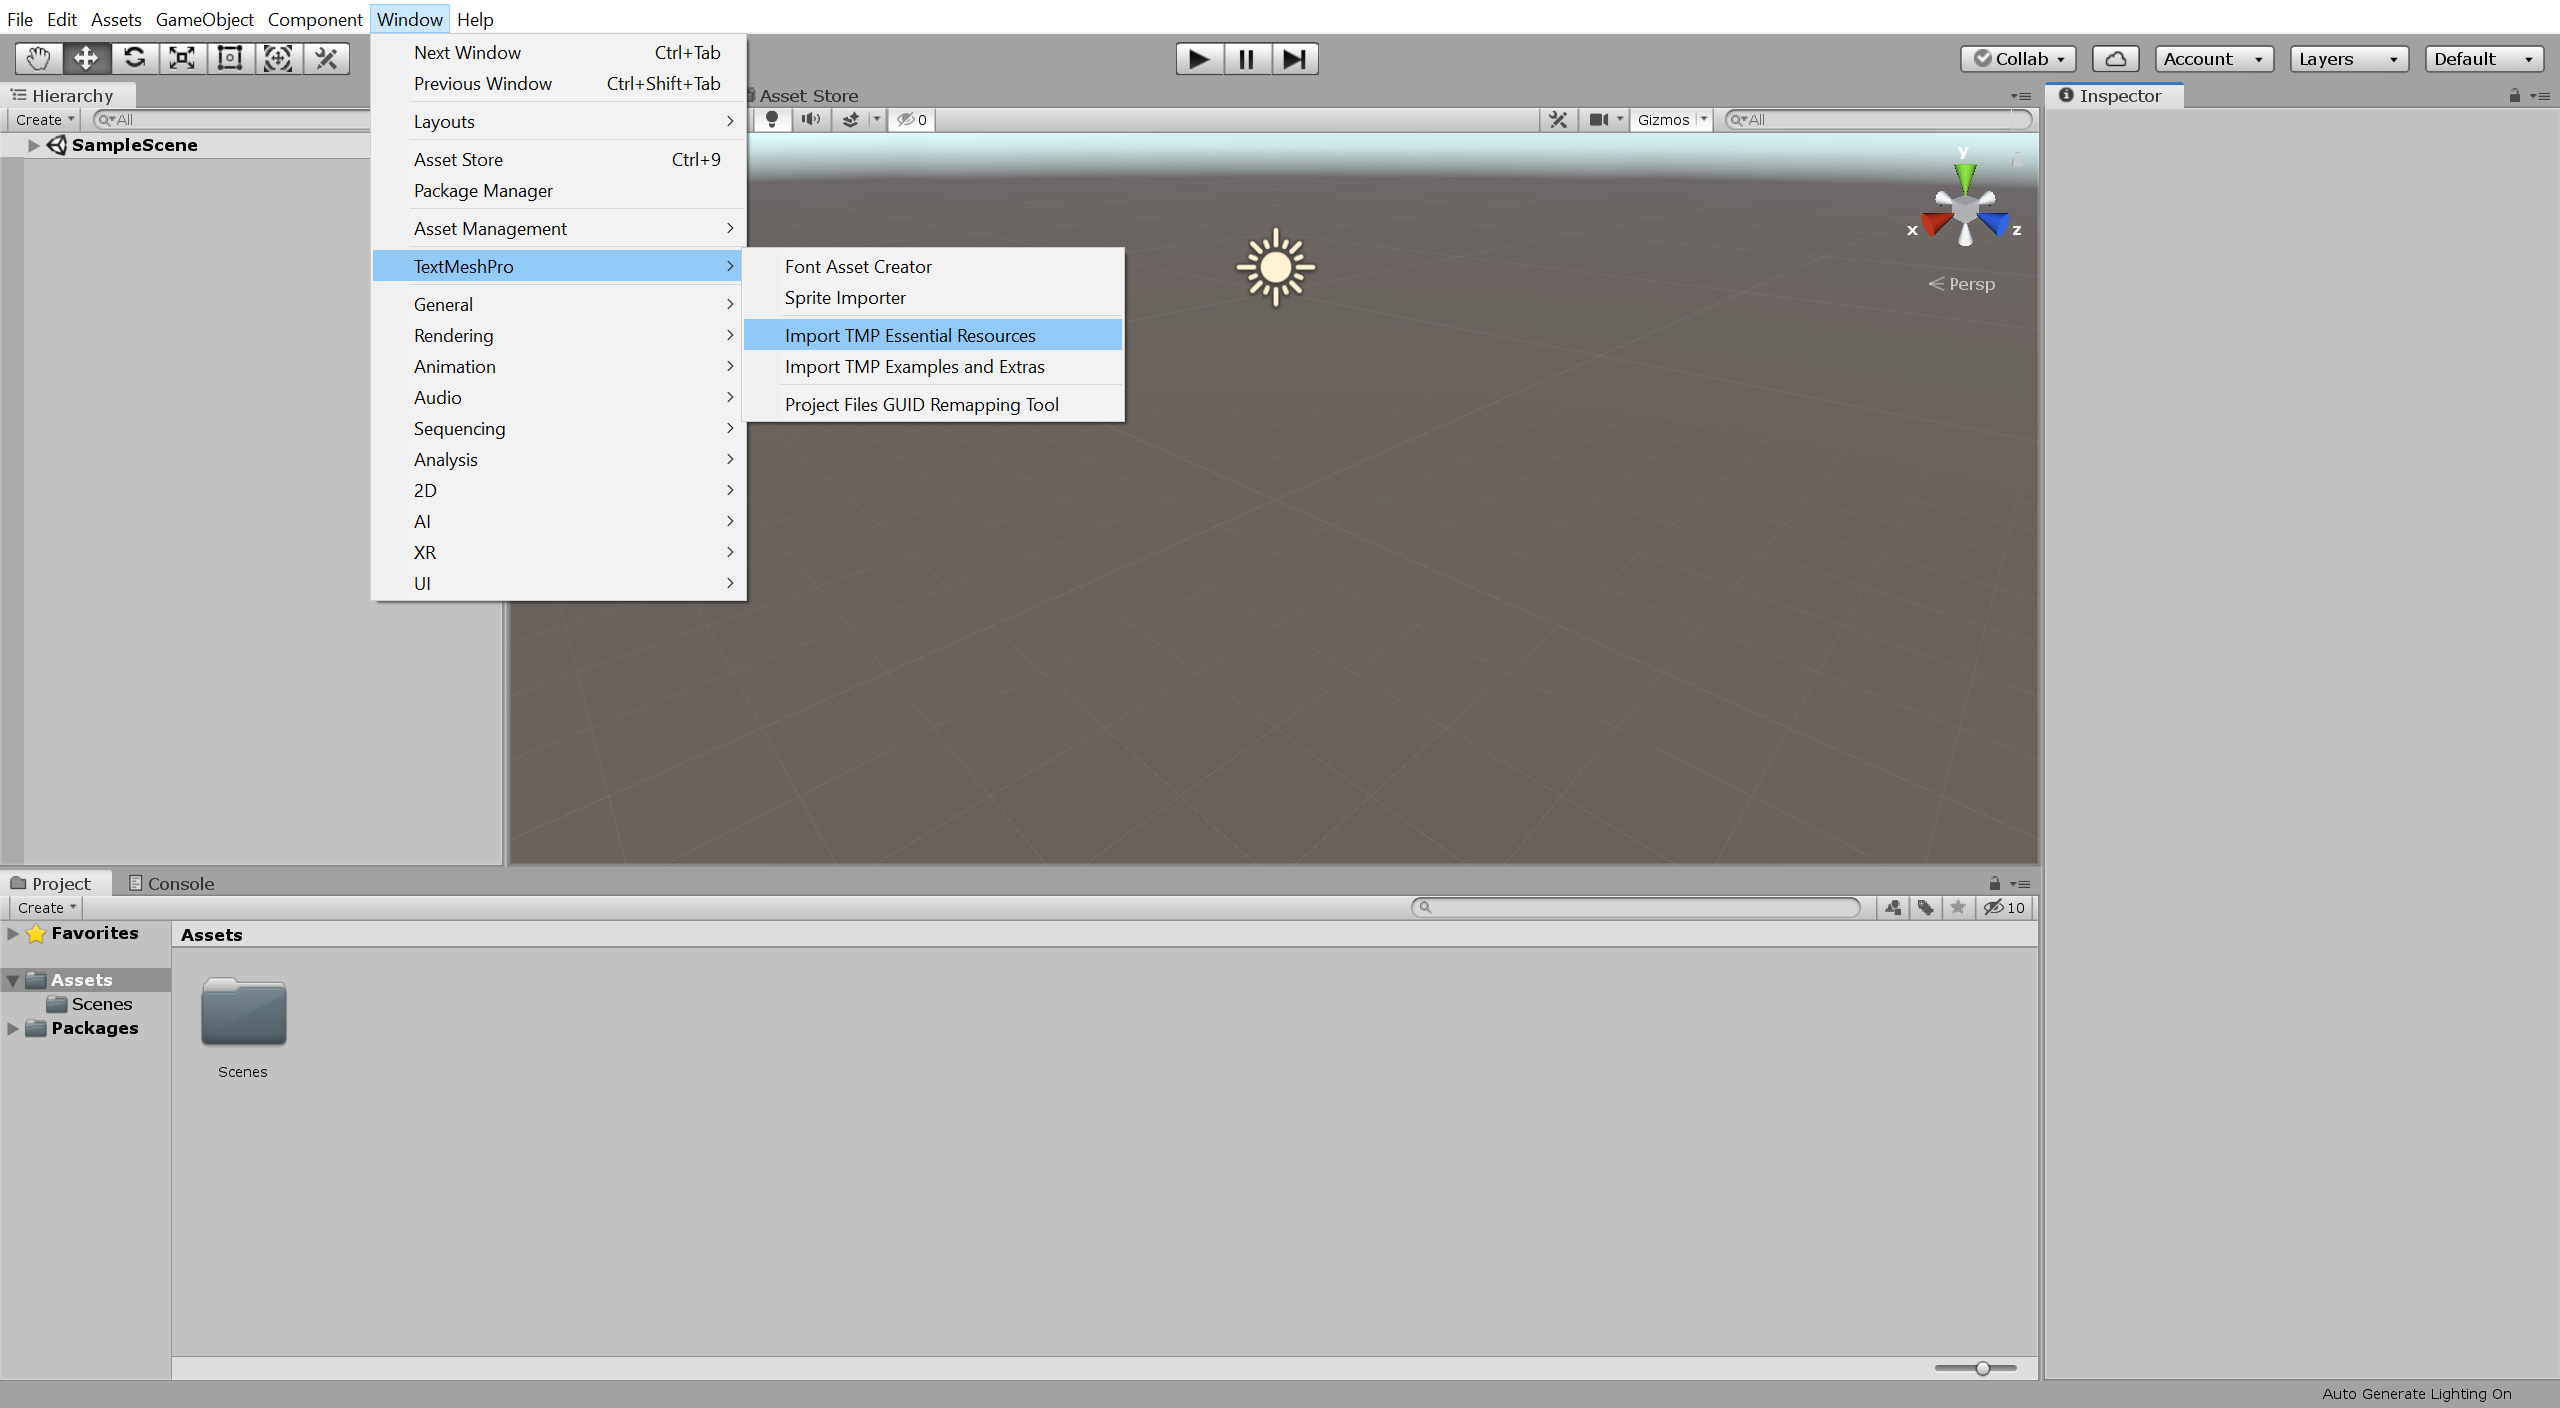 File Edit Assets GameObject Component Window Help
Collab Account Layers Default
Next Window Ctrl+Tab
Previous Window Ctrl+Shift+Tab
Layouts
Asset Store Ctrl+9
Package Manager
Asset Management
TextMeshPro
General
Rendering
Animation
Audio
Sequencing
Analysis
2D
AI
XR
UI
Font Asset Creator
Sprite Importer
Import TMP Essential Resources
Import TMP Examples and Extras
Project Files GUID Remapping Tool
Hierarchy
Create All
SampleScene
Asset Store
0 Gizmos All
y
x z
Persp
Inspector
Project Console
Create 10
Favorites
Assets
Scenes
Packages
Assets
Scenes
Auto Generate Lighting On